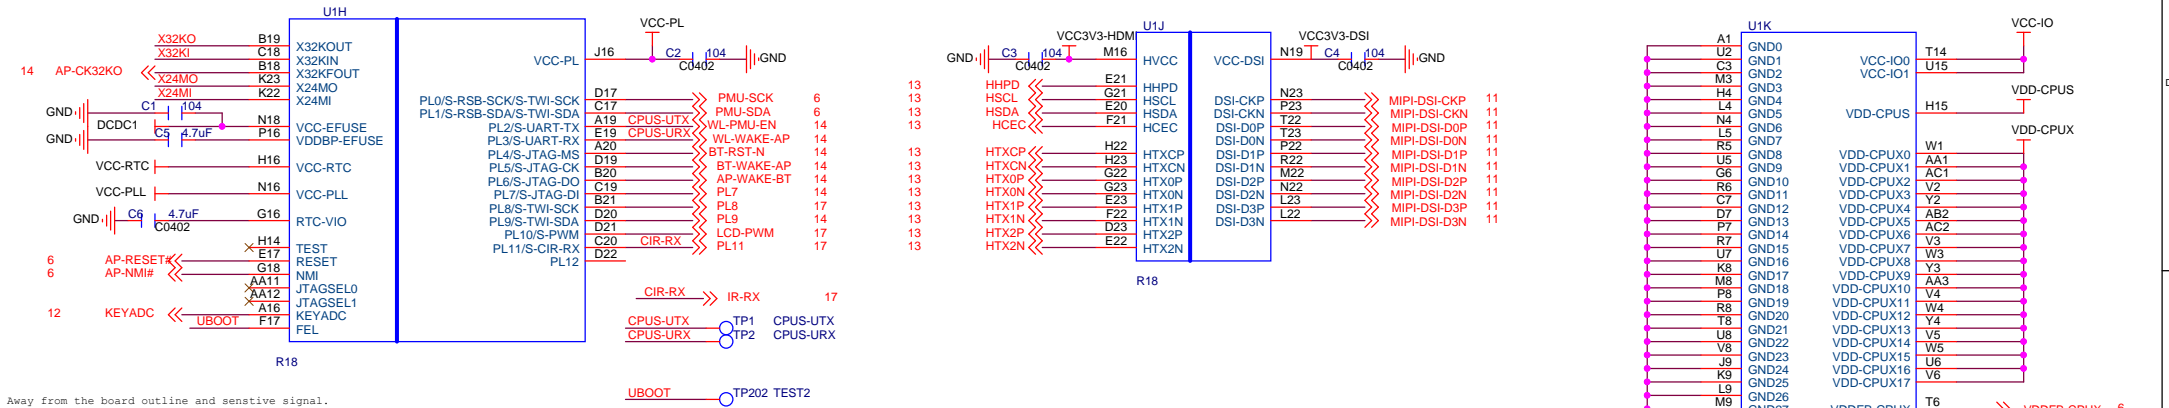 U1H
X32KO B19 X32KOUT
X32KI C18 X32KIN
14 AP-CK32KO B18 X32KFOUT
X24MO K23 X24MO
X24MI K22 X24MI
GND C1 104
DCDC1 N18 VCC-EFUSE
GND C5 4.7uF P16 VDDBP-EFUSE
VCC-RTC H16 VCC-RTC
VCC-PLL N16 VCC-PLL
GND C6 4.7uF G16 RTC-VIO
C0402
H14 TEST
6 AP-RESET# E17 RESET
6 AP-NMI# G18 NMI
AA11 JTAGSEL0
AA12 JTAGSEL1
12 KEYADC A16 KEYADC
UBOOT F17 FEL
R18
VCC-PL
VCC-PL J16 C2 104 GND
C0402
PL0/S-RSB-SCK/S-TWI-SCK D17 PMU-SCK 6
PL1/S-RSB-SDA/S-TWI-SDA C17 PMU-SDA 6
PL2/S-UART-TX A19 CPUS-UTX WL-PMU-EN 14
PL3/S-UART-RX E19 CPUS-URX WL-WAKE-AP 14
PL4/S-JTAG-MS A20 BT-RST-N 14
PL5/S-JTAG-CK D19 BT-WAKE-AP 14
PL6/S-JTAG-DO B20 AP-WAKE-BT 14
PL7/S-JTAG-DI C19 PL7 14
PL8/S-TWI-SCK B21 PL8 17
PL9/S-TWI-SDA D20 PL9 14
PL10/S-PWM D21 LCD-PWM 17
PL11/S-CIR-RX C20 CIR-RX PL11 17
PL12 D22
CIR-RX IR-RX 17
CPUS-UTX TP1 CPUS-UTX
CPUS-URX TP2 CPUS-URX
UBOOT TP202 TEST2
Away from the board outline and senstive signal.
U1J
VCC3V3-HDM
GND C3 104 M16 HVCC
C0402
13 HHPD E21 HHPD
13 HSCL G21 HSCL
13 HSDA E20 HSDA
13 HCEC F21 HCEC
13 HTXCP H22 HTXCP
13 HTXCN H23 HTXCN
13 HTX0P G22 HTX0P
13 HTX0N G23 HTX0N
13 HTX1P E23 HTX1P
13 HTX1N F22 HTX1N
13 HTX2P D23 HTX2P
13 HTX2N E22 HTX2N
R18
VCC3V3-DSI
VCC-DSI N19 C4 104 GND
C0402
DSI-CKP N23 MIPI-DSI-CKP 11
DSI-CKN P23 MIPI-DSI-CKN 11
DSI-D0P T22 MIPI-DSI-D0P 11
DSI-D0N T23 MIPI-DSI-D0N 11
DSI-D1P P22 MIPI-DSI-D1P 11
DSI-D1N R22 MIPI-DSI-D1N 11
DSI-D2P M22 MIPI-DSI-D2P 11
DSI-D2N N22 MIPI-DSI-D2N 11
DSI-D3P L23 MIPI-DSI-D3P 11
DSI-D3N L22 MIPI-DSI-D3N 11
U1K
A1 GND0
U2 GND1
C3 GND2
M3 GND3
H4 GND4
L4 GND5
N4 GND6
L5 GND7
R5 GND8
U5 GND9
G6 GND10
R6 GND11
C7 GND12
D7 GND13
P7 GND14
R7 GND15
U7 GND16
K8 GND17
M8 GND18
P8 GND19
R8 GND20
T8 GND21
U8 GND22
V8 GND23
J9 GND24
K9 GND25
L9 GND26
M9 GND27
VCC-IO
VCC-IO0 T14
VCC-IO1 U15
VDD-CPUS
VDD-CPUS H15
VDD-CPUX
VDD-CPUX0 W1
VDD-CPUX1 AA1
VDD-CPUX2 AC1
VDD-CPUX3 V2
VDD-CPUX4 Y2
VDD-CPUX5 AB2
VDD-CPUX6 AC2
VDD-CPUX7 V3
VDD-CPUX8 W3
VDD-CPUX9 Y3
VDD-CPUX10 AA3
VDD-CPUX11 V4
VDD-CPUX12 W4
VDD-CPUX13 Y4
VDD-CPUX14 V5
VDD-CPUX15 W5
VDD-CPUX16 U6
VDD-CPUX17 V6
VDDFB-CPUX T6 VDDFB-CPUX 6
D